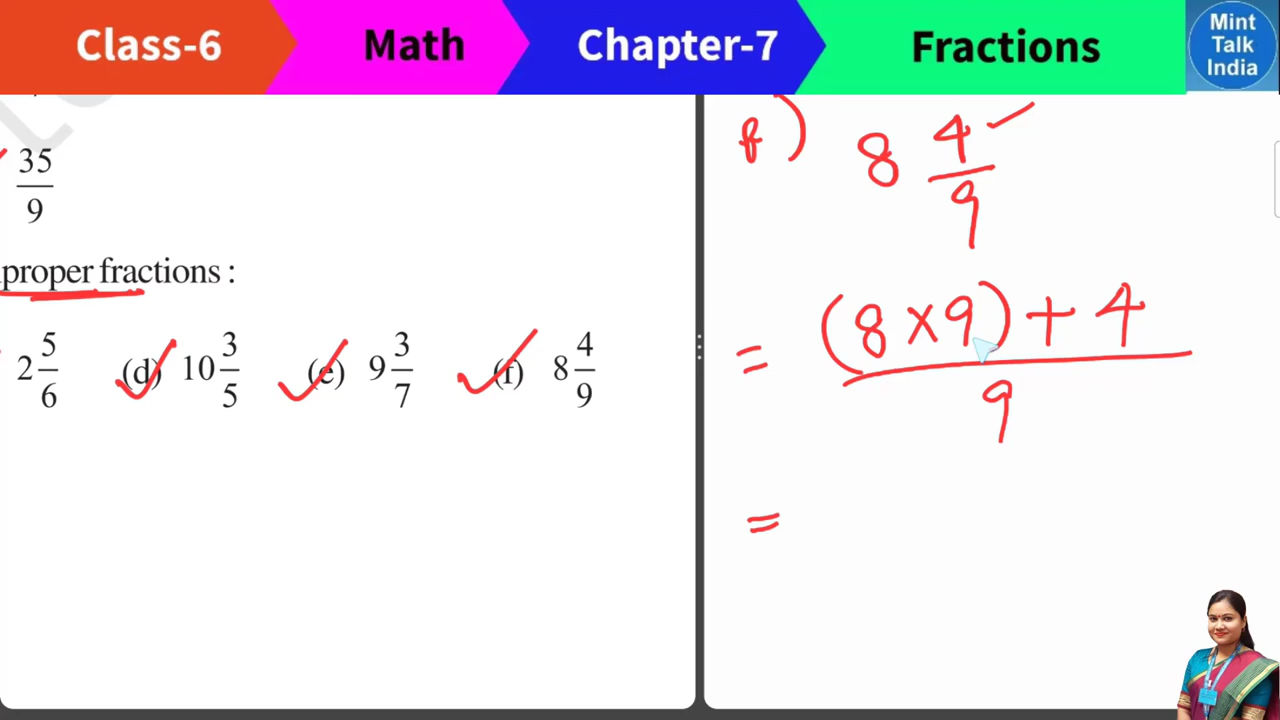 Class-6 Math Chapter-7 Fractions
Mint
Talk
India
35
9
proper fractions :
2 5/6 (d) 10 3/5 (e) 9 3/7 (f) 8 4/9
f) 8 4/9
= (8 × 9) + 4
9
=